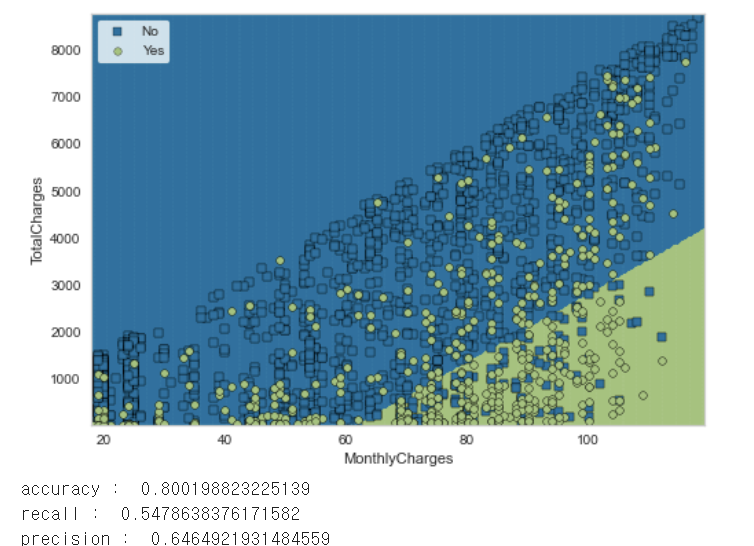 No
Yes
8000
7000
6000
5000
4000
3000
2000
1000
TotalCharges
20 40 60 80 100
MonthlyCharges
accuracy :  0.800198823225139
recall :  0.5478638376171582
precision :  0.6464921931484559